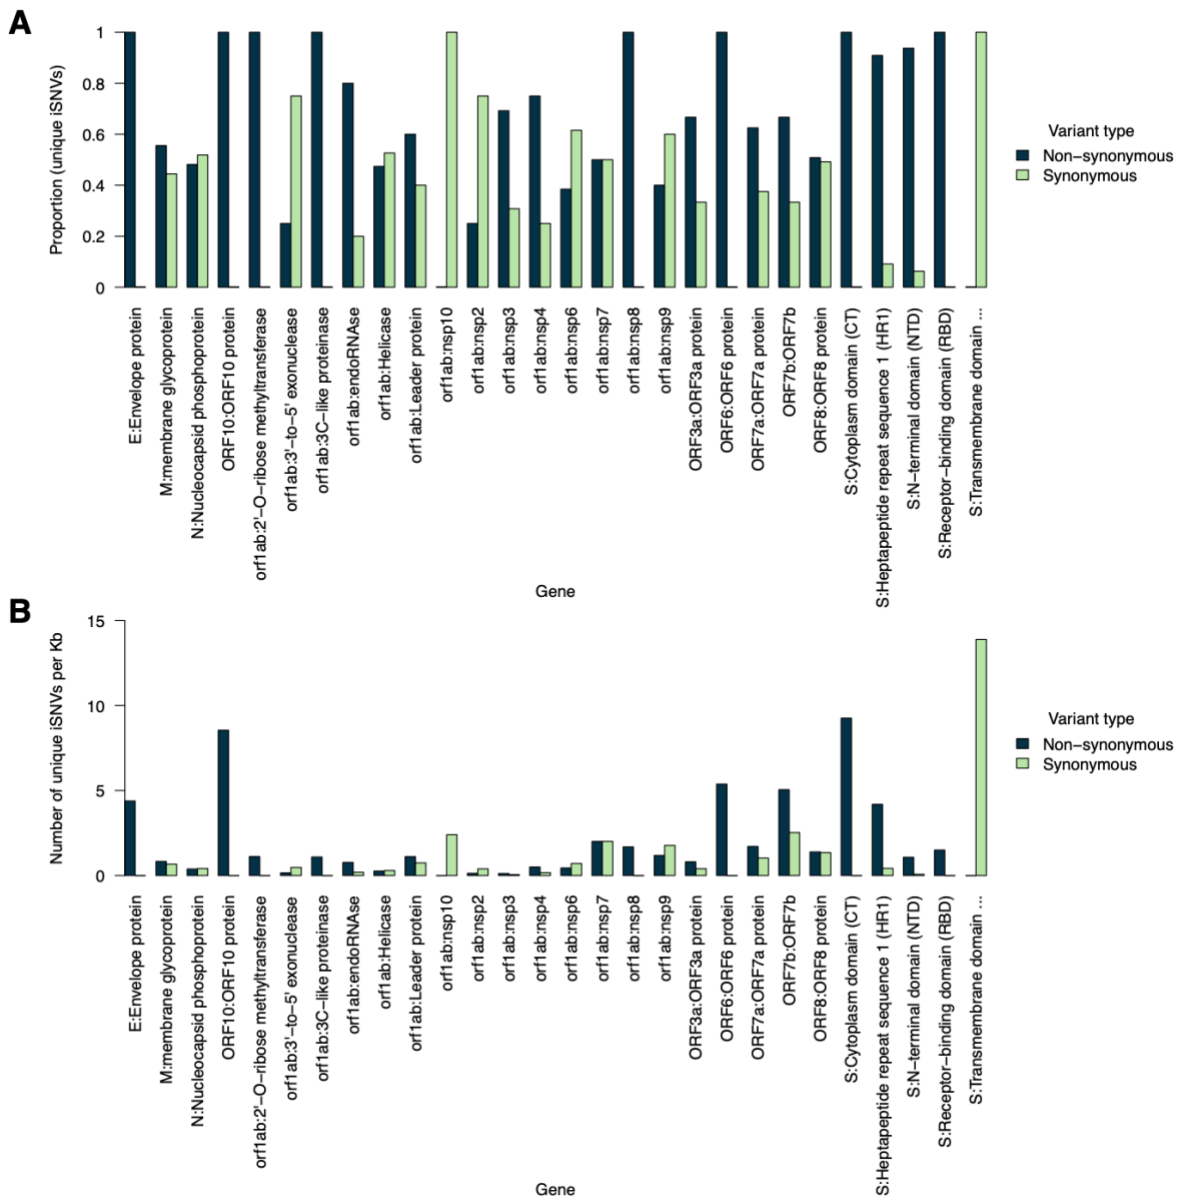 A
Proportion (unique iSNVs)
1
0.8
0.6
0.4
0.2
0
Variant type
Non−synonymous
Synonymous
E:Envelope protein
M:membrane glycoprotein
N:Nucleocapsid phosphoprotein
ORF10:ORF10 protein
orf1ab:2'−O−ribose methyltransferase
orf1ab:3'−to−5' exonuclease
orf1ab:3C−like proteinase
orf1ab:endoRNAse
orf1ab:Helicase
orf1ab:Leader protein
orf1ab:nsp10
orf1ab:nsp2
orf1ab:nsp3
orf1ab:nsp4
orf1ab:nsp6
orf1ab:nsp7
orf1ab:nsp8
orf1ab:nsp9
ORF3a:ORF3a protein
ORF6:ORF6 protein
ORF7a:ORF7a protein
ORF7b:ORF7b
ORF8:ORF8 protein
S:Cytoplasm domain (CT)
S:Heptapeptide repeat sequence 1 (HR1)
S:N−terminal domain (NTD)
S:Receptor−binding domain (RBD)
S:Transmembrane domain ...
Gene
B
Number of unique iSNVs per Kb
15
10
5
0
Variant type
Non−synonymous
Synonymous
E:Envelope protein
M:membrane glycoprotein
N:Nucleocapsid phosphoprotein
ORF10:ORF10 protein
orf1ab:2'−O−ribose methyltransferase
orf1ab:3'−to−5' exonuclease
orf1ab:3C−like proteinase
orf1ab:endoRNAse
orf1ab:Helicase
orf1ab:Leader protein
orf1ab:nsp10
orf1ab:nsp2
orf1ab:nsp3
orf1ab:nsp4
orf1ab:nsp6
orf1ab:nsp7
orf1ab:nsp8
orf1ab:nsp9
ORF3a:ORF3a protein
ORF6:ORF6 protein
ORF7a:ORF7a protein
ORF7b:ORF7b
ORF8:ORF8 protein
S:Cytoplasm domain (CT)
S:Heptapeptide repeat sequence 1 (HR1)
S:N−terminal domain (NTD)
S:Receptor−binding domain (RBD)
S:Transmembrane domain ...
Gene